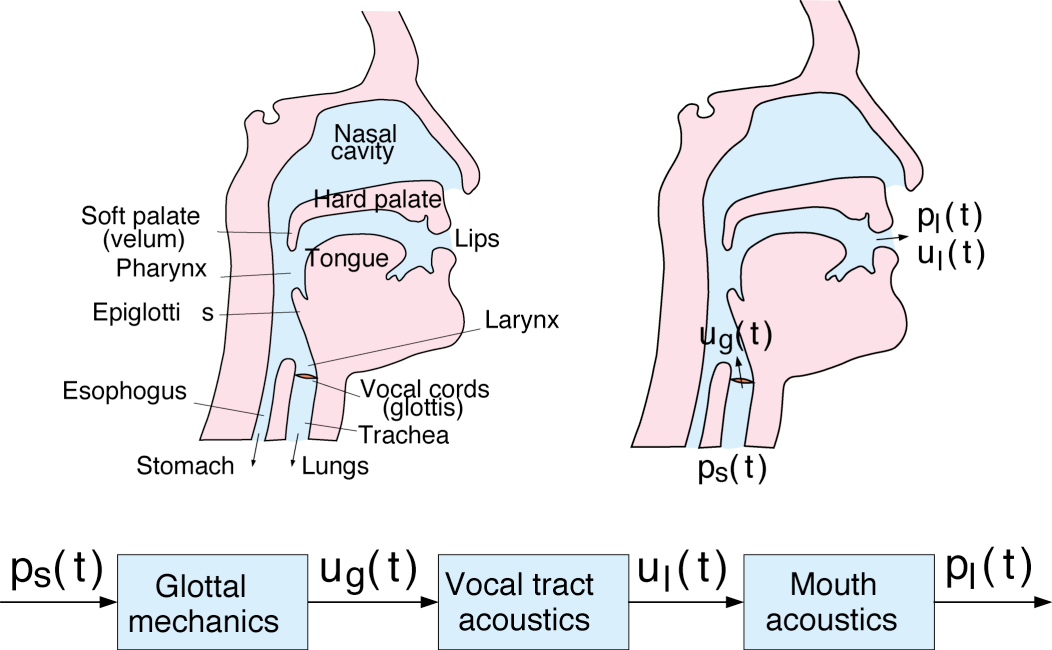 Nasal
cavity
Hard palate
Soft palate
(velum)
Lips
Tongue
Pharynx
Epiglotti s
Larynx
Esophogus
Vocal cords
(glottis)
Trachea
Stomach
Lungs
pl(t)
ul(t)
ug(t)
ps(t)
ps(t)
Glottal
mechanics
ug(t)
Vocal tract
acoustics
ul(t)
Mouth
acoustics
pl(t)